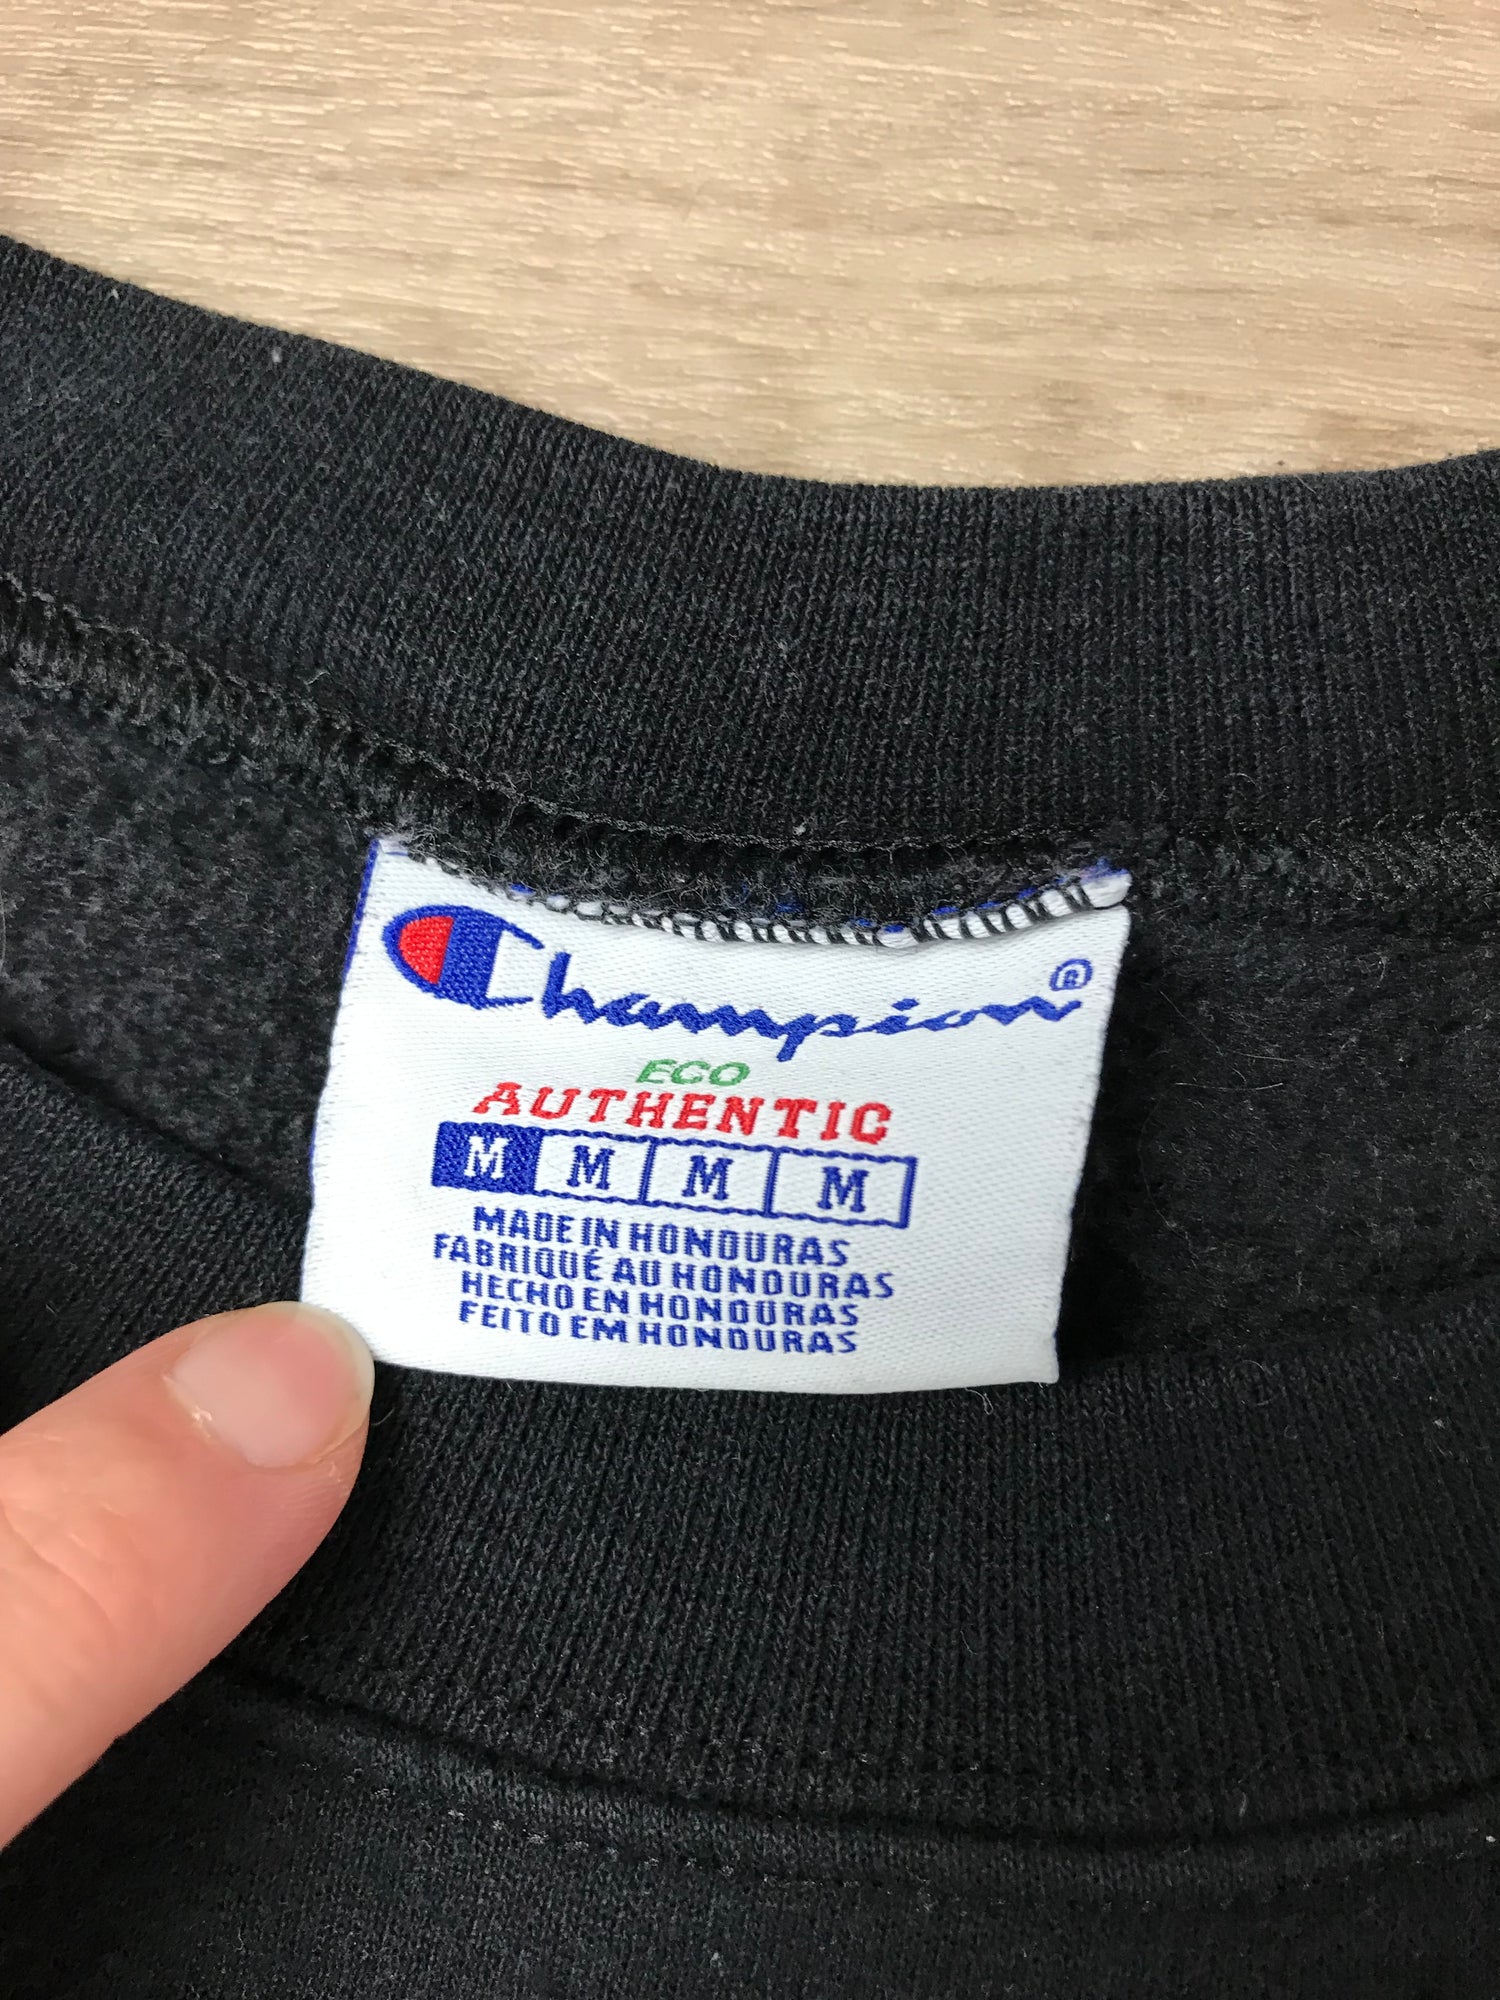 Champion®
ECO
AUTHENTIC
M M M M
MADE IN HONDURAS
FABRIQUÉ AU HONDURAS
HECHO EN HONDURAS
FEITO EM HONDURAS